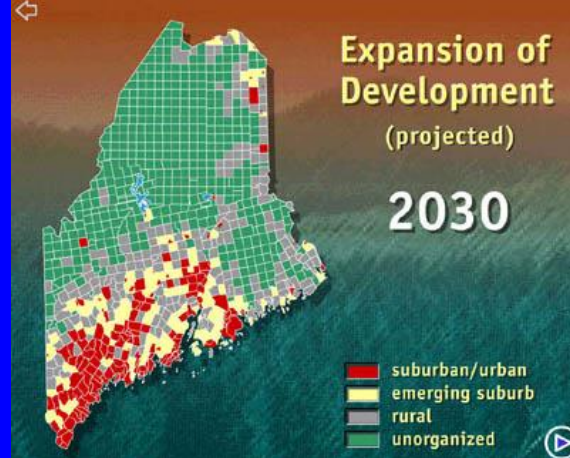 Expansion of
Development
(projected)
2030
suburban/urban
emerging suburb
rural
unorganized